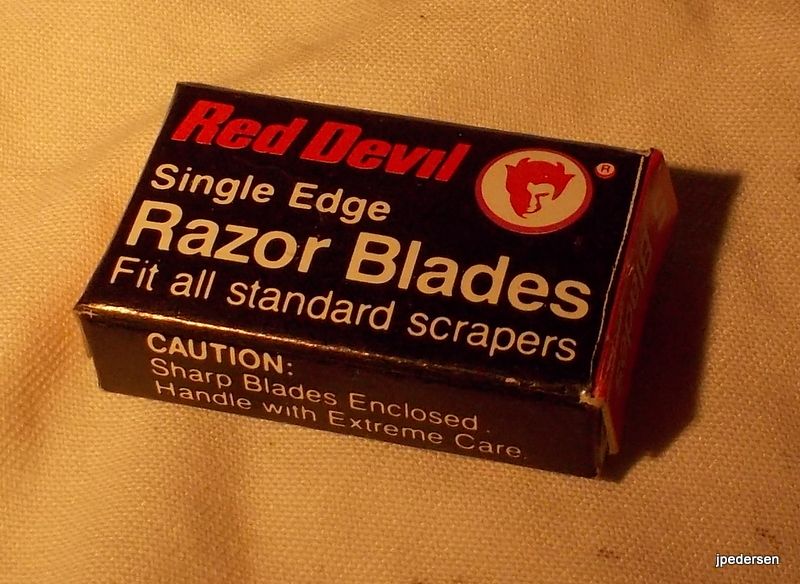 Red Devil
®
Single Edge
Razor Blades
Fit all standard scrapers
CAUTION:
Sharp Blades Enclosed.
Handle with Extreme Care.
jpedersen